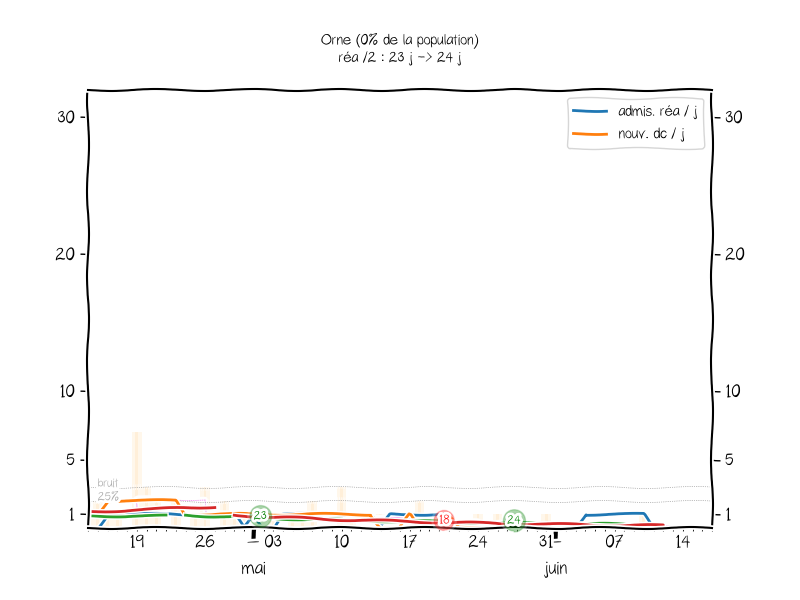 Orne (0% de la population)
réa /2 : 23 j -> 24 j
admis. réa / j
nouv. dc / j
30
30
20
20
10
10
5
5
bruit
25%
1
1
23
18
24
19 26 03 10 17 24 31 07 14
mai juin